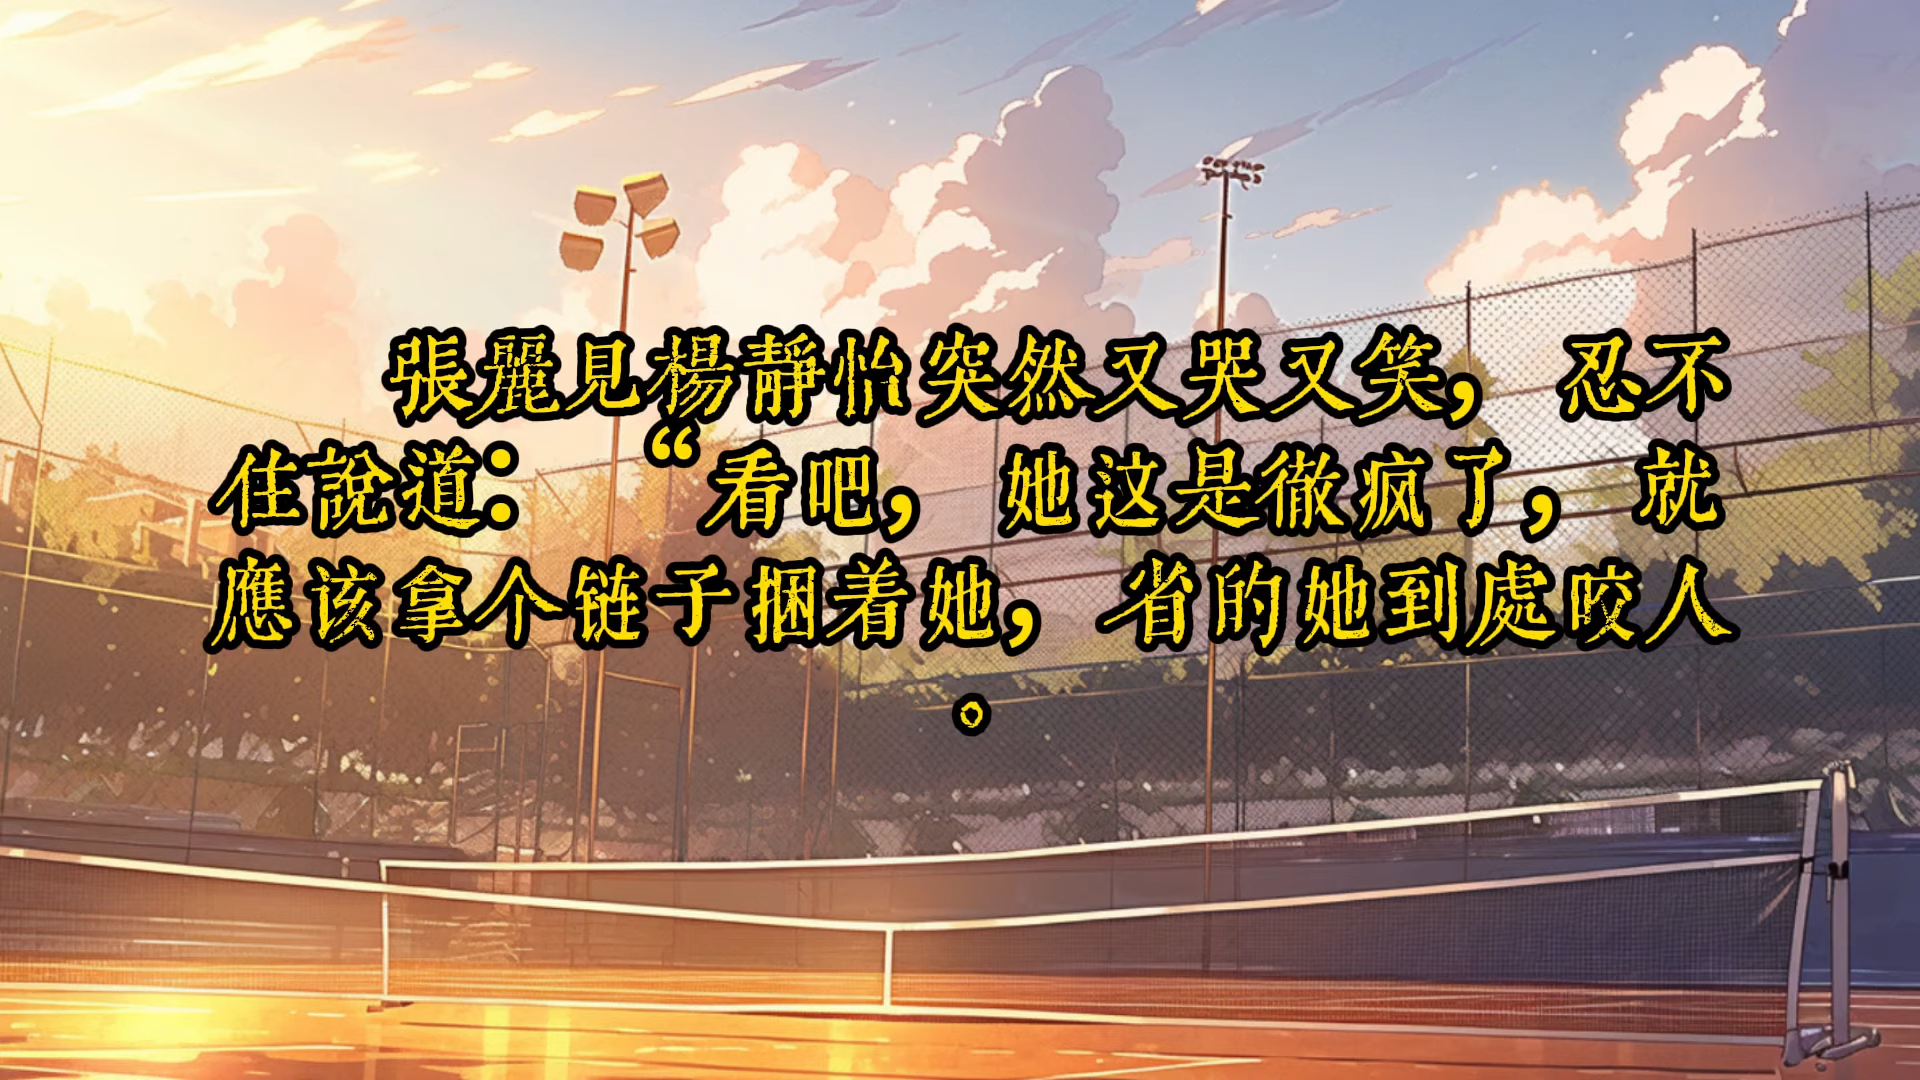 張麗見楊靜怡突然又哭又笑，忍不
住說道：“看吧，她这是徹疯了，就
應该拿个链子捆着她，省的她到處咬人
。